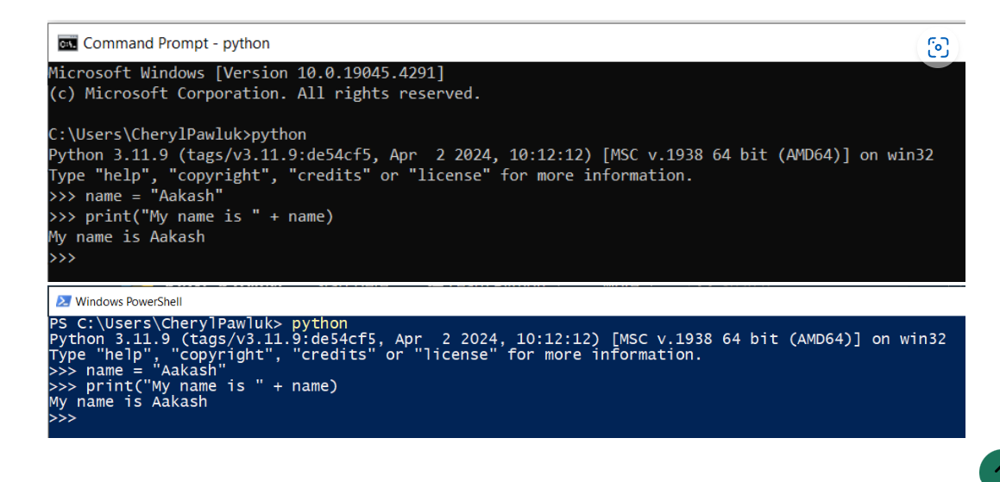 Command Prompt - python
Microsoft Windows [Version 10.0.19045.4291]
(c) Microsoft Corporation. All rights reserved.
C:\Users\CherylPawluk>python
Python 3.11.9 (tags/v3.11.9:de54cf5, Apr  2 2024, 10:12:12) [MSC v.1938 64 bit (AMD64)] on win32
Type "help", "copyright", "credits" or "license" for more information.
>>> name = "Aakash"
>>> print("My name is " + name)
My name is Aakash
>>>
Windows PowerShell
PS C:\Users\CherylPawluk> python
Python 3.11.9 (tags/v3.11.9:de54cf5, Apr  2 2024, 10:12:12) [MSC v.1938 64 bit (AMD64)] on win32
Type "help", "copyright", "credits" or "license" for more information.
>>> name = "Aakash"
>>> print("My name is " + name)
My name is Aakash
>>>